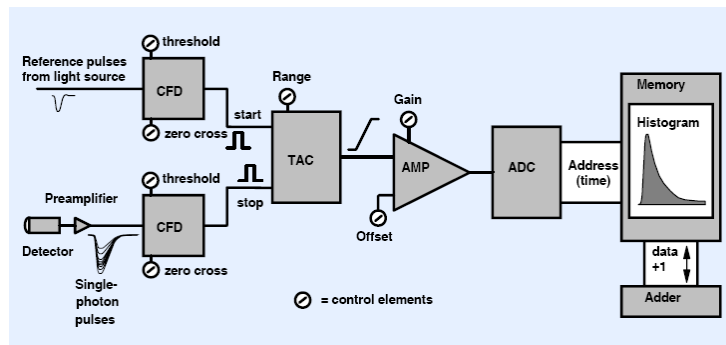 threshold
Reference pulses
from light source
CFD
zero cross
start
Range
TAC
Gain
AMP
Offset
ADC
Address
(time)
Memory
Histogram
data
+1
Adder
threshold
Preamplifier
stop
CFD
Detector
zero cross
Single-
photon
pulses
= control elements